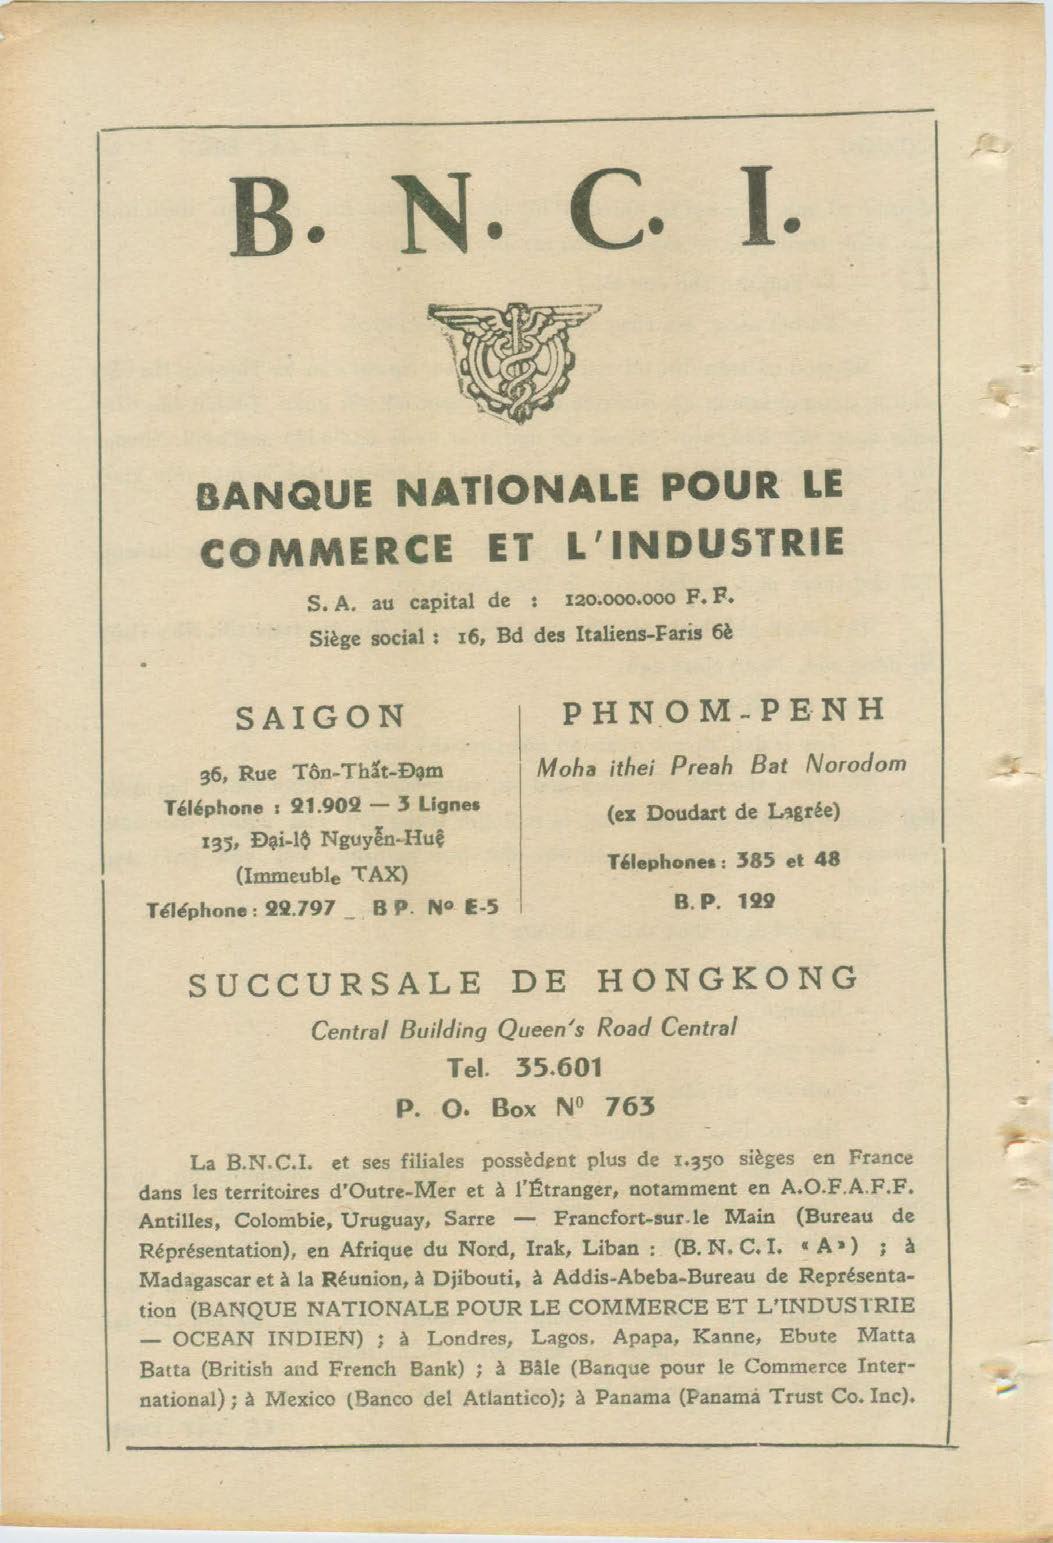 B. N. C. I.
BANQUE NATIONALE POUR LE
COMMERCE ET L'INDUSTRIE
S. A. au capital de : 120.000.000 F. F.
Siège social : 16, Bd des Italiens-Faris 6è
SAIGON
36, Rue Tôn-Thất-Đạm
Téléphone : 21.902 — 3 Lignes
135, Đại-lộ Nguyễn-Huệ
(Immeuble TAX)
Téléphone : 22.797 _ B P. Nº E-5
PHNOM-PENH
Moha ithei Preah Bat Norodom
(ex Doudart de Lagrée)
Télephones : 385 et 48
B. P. 122
SUCCURSALE DE HONGKONG
Central Building Queen's Road Central
Tel. 35.601
P. O. Box Nº 763
La B.N.C.I. et ses filiales possèdent plus de 1.350 sièges en France
dans les territoires d'Outre-Mer et à l'Étranger, notamment en A.O.F.A.F.F.
Antilles, Colombie, Uruguay, Sarre — Francfort-sur.le Main (Bureau de
Réprésentation), en Afrique du Nord, Irak, Liban : (B. N. C. I. « A ») ; à
Madagascar et à la Réunion, à Djibouti, à Addis-Abeba-Bureau de Représenta-
tion (BANQUE NATIONALE POUR LE COMMERCE ET L'INDUSTRIE
— OCEAN INDIEN) ; à Londres, Lagos, Apapa, Kanne, Ebute Matta
Batta (British and French Bank) ; à Bâle (Banque pour le Commerce Inter-
national) ; à Mexico (Banco del Atlantico); à Panama (Panamá Trust Co. Inc).